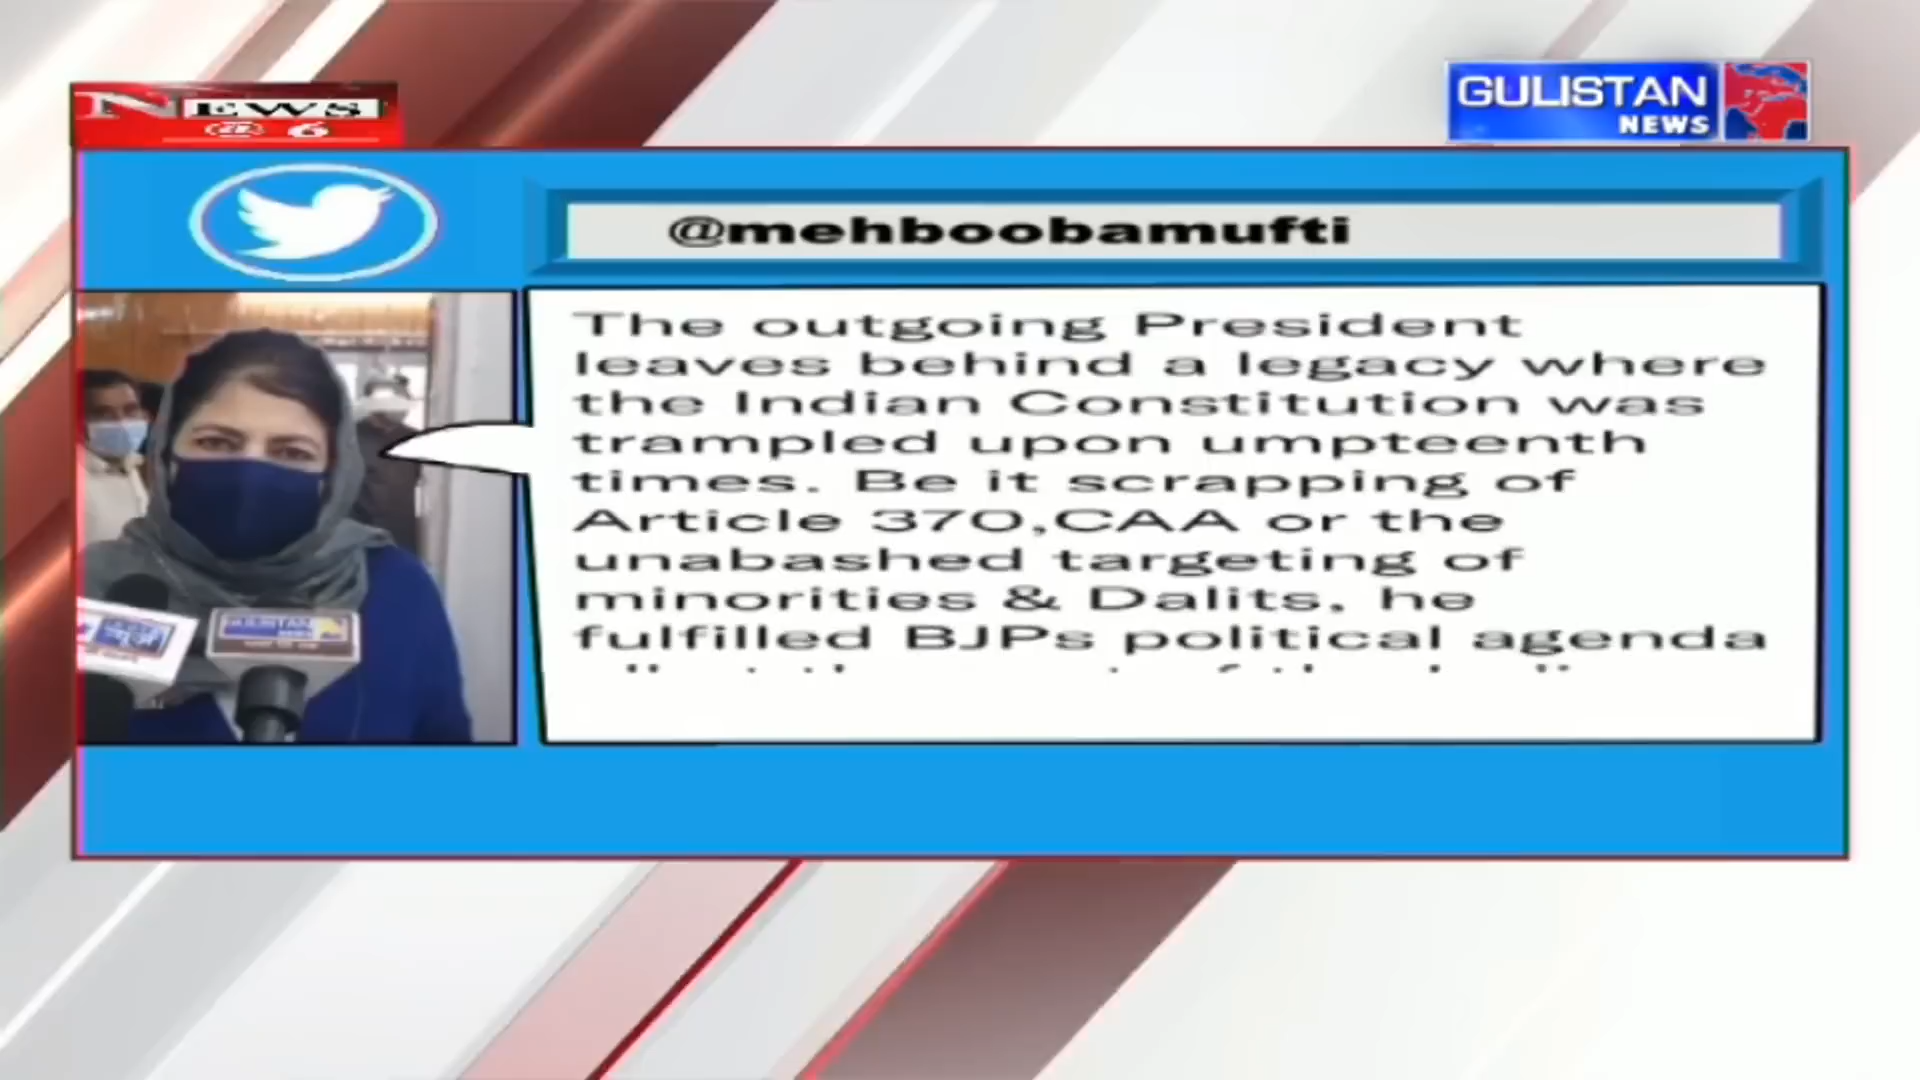 NEWS
@ 6
GULISTAN
NEWS
@mehboobamufti
The outgoing President
leaves behind a legacy where
the Indian Constitution was
trampled upon umpteenth
times. Be it scrapping of
Article 370,CAA or the
unabashed targeting of
minorities & Dalits, he
fulfilled BJPs political agenda
GULISTAN
NEWS